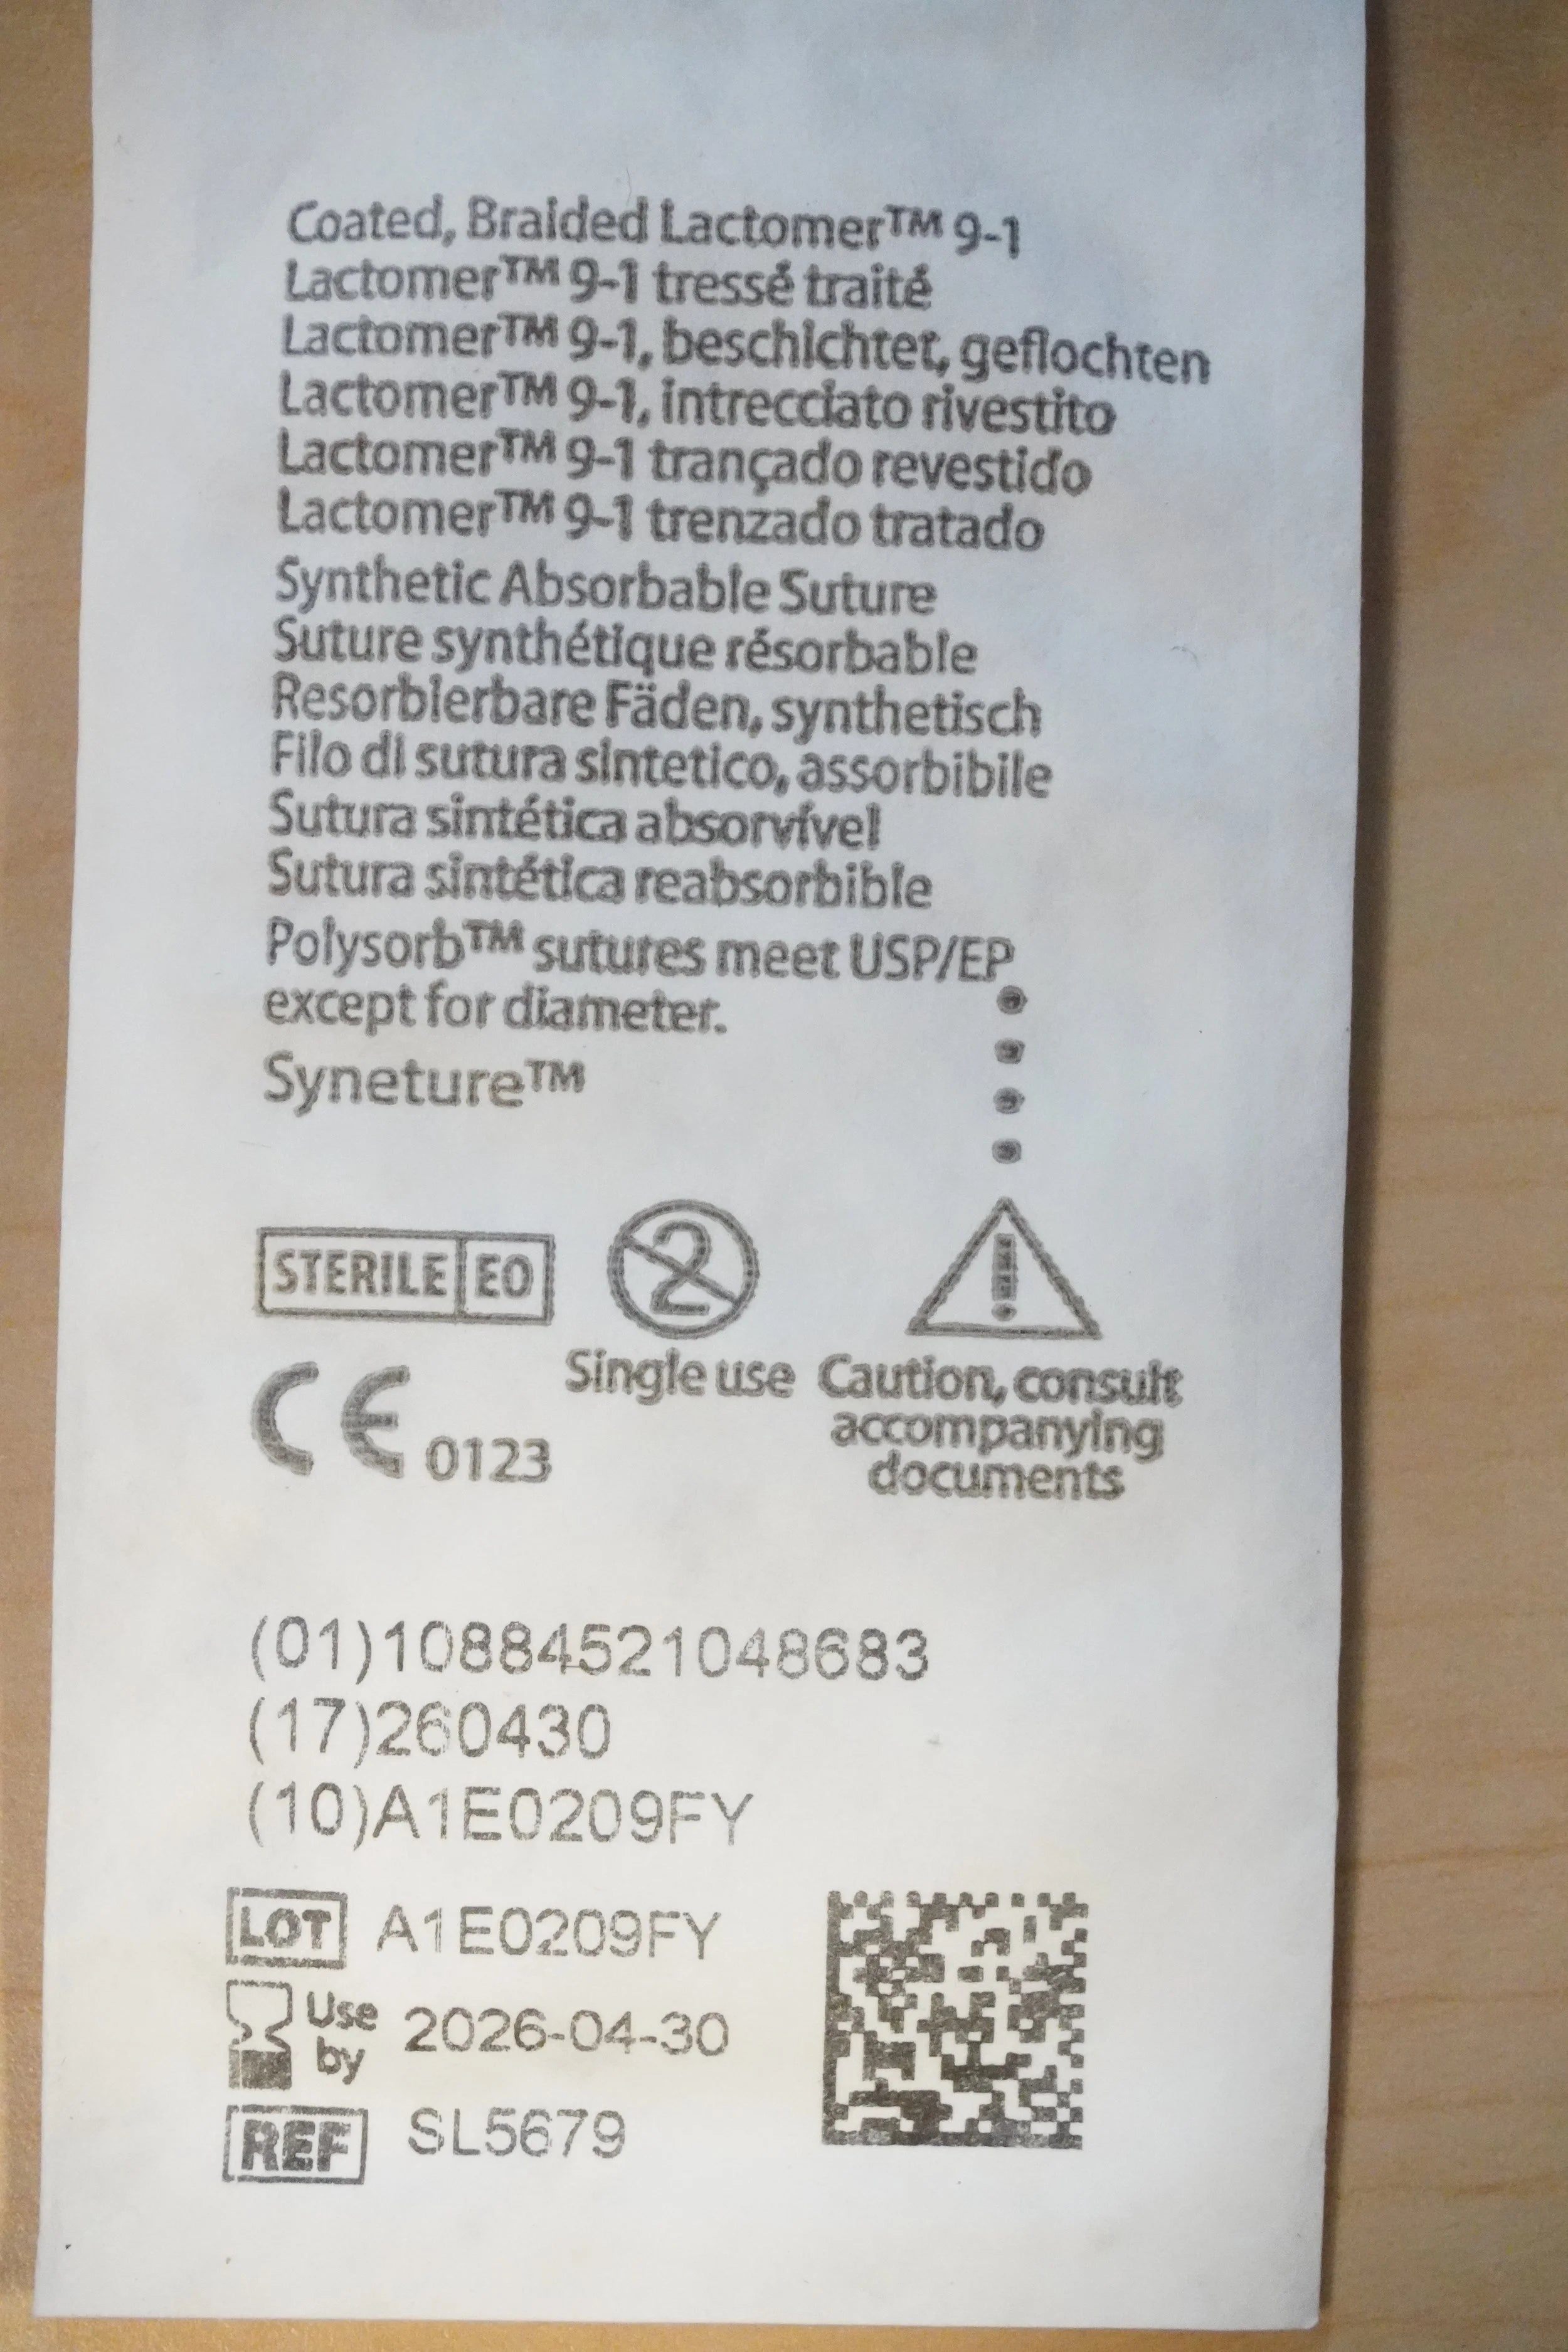 Coated, Braided Lactomer™ 9-1
Lactomer™ 9-1 tressé traité
Lactomer™ 9-1, beschichtet, geflochten
Lactomer™ 9-1, intrecciato rivestito
Lactomer™ 9-1 trançado revestido
Lactomer™ 9-1 trenzado tratado
Synthetic Absorbable Suture
Suture synthétique résorbable
Resorbierbare Fäden, synthetisch
Filo di sutura sintetico, assorbibile
Sutura sintética absorvível
Sutura sintética reabsorbible
Polysorb™ sutures meet USP/EP
except for diameter.
Syneture™
STERILE EO
2
!
Single use
Caution, consult
accompanying
documents
CE 0123
(01)10884521048683
(17)260430
(10)A1E0209FY
LOT A1E0209FY
Use by 2026-04-30
REF SL5679